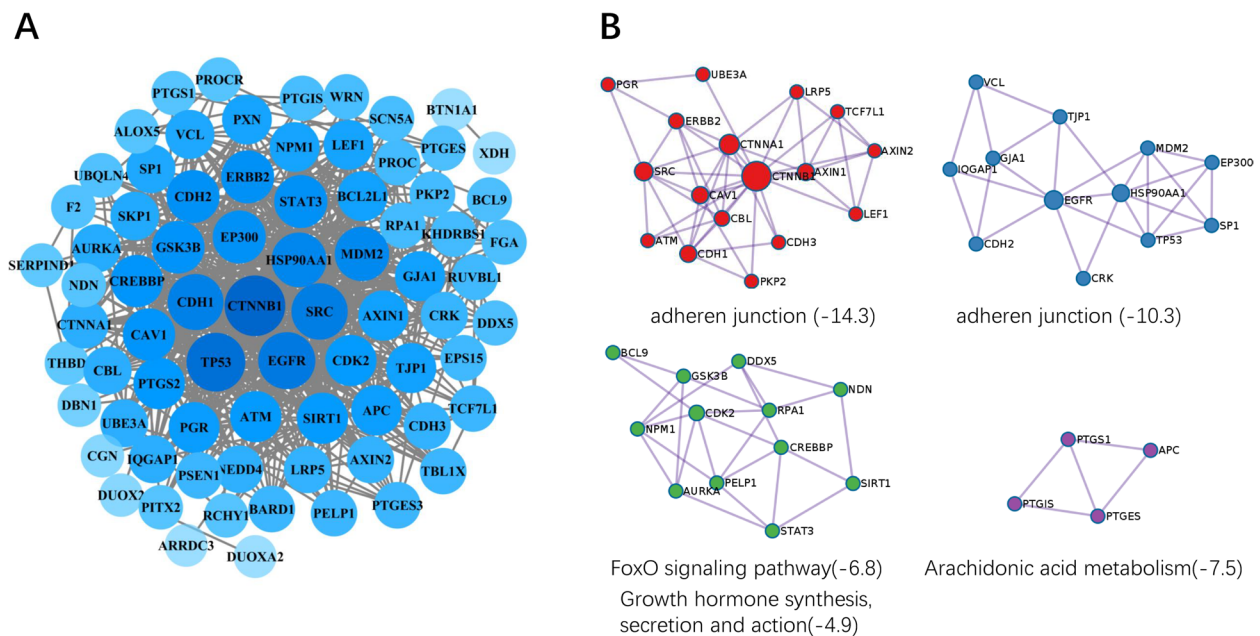 A
B
PROCR
PTGS1
PTGIS
WRN
BTN1A1
ALOX5
VCL
PXN
SCN5A
NPM1
LEF1
PTGES
XDH
UBQLN4
SP1
ERBB2
PROC
CDH2
STAT3
BCL2L1
PKP2
BCL9
F2
SKP1
EP300
RPA1
KHDRBS1
FGA
AURKA
GSK3B
HSP90AA1
MDM2
SERPIND1
NDN
CREBBP
GJA1
RUVBL1
CDH1
CTNNB1
SRC
AXIN1
CRK
DDX5
CTNNA1
CAV1
THBD
CBL
TP53
EGFR
CDK2
TJP1
EPS15
PTGS2
DBN1
UBE3A
PGR
ATM
SIRT1
APC
CDH3
TCF7L1
CGN
IQGAP1
PSEN1
NEDD4
LRP5
AXIN2
TBL1X
DUOX2
PITX2
RCHY1
BARD1
PELP1
PTGES3
ARRDC3
DUOXA2
PGR
UBE3A
LRP5
TCF7L1
ERBB2
CTNNA1
AXIN2
SRC
CTNNB1
AXIN1
CAV1
CBL
LEF1
ATM
CDH3
CDH1
PKP2
adheren junction (-14.3)
VCL
TJP1
MDM2
GJA1
EP300
IQGAP1
HSP90AA1
EGFR
SP1
CDH2
TP53
CRK
adheren junction (-10.3)
BCL9
DDX5
GSK3B
NDN
CDK2
RPA1
NPM1
CREBBP
AURKA
PELP1
SIRT1
STAT3
FoxO signaling pathway(-6.8)
Growth hormone synthesis,
secretion and action(-4.9)
PTGS1
APC
PTGIS
PTGES
Arachidonic acid metabolism(-7.5)